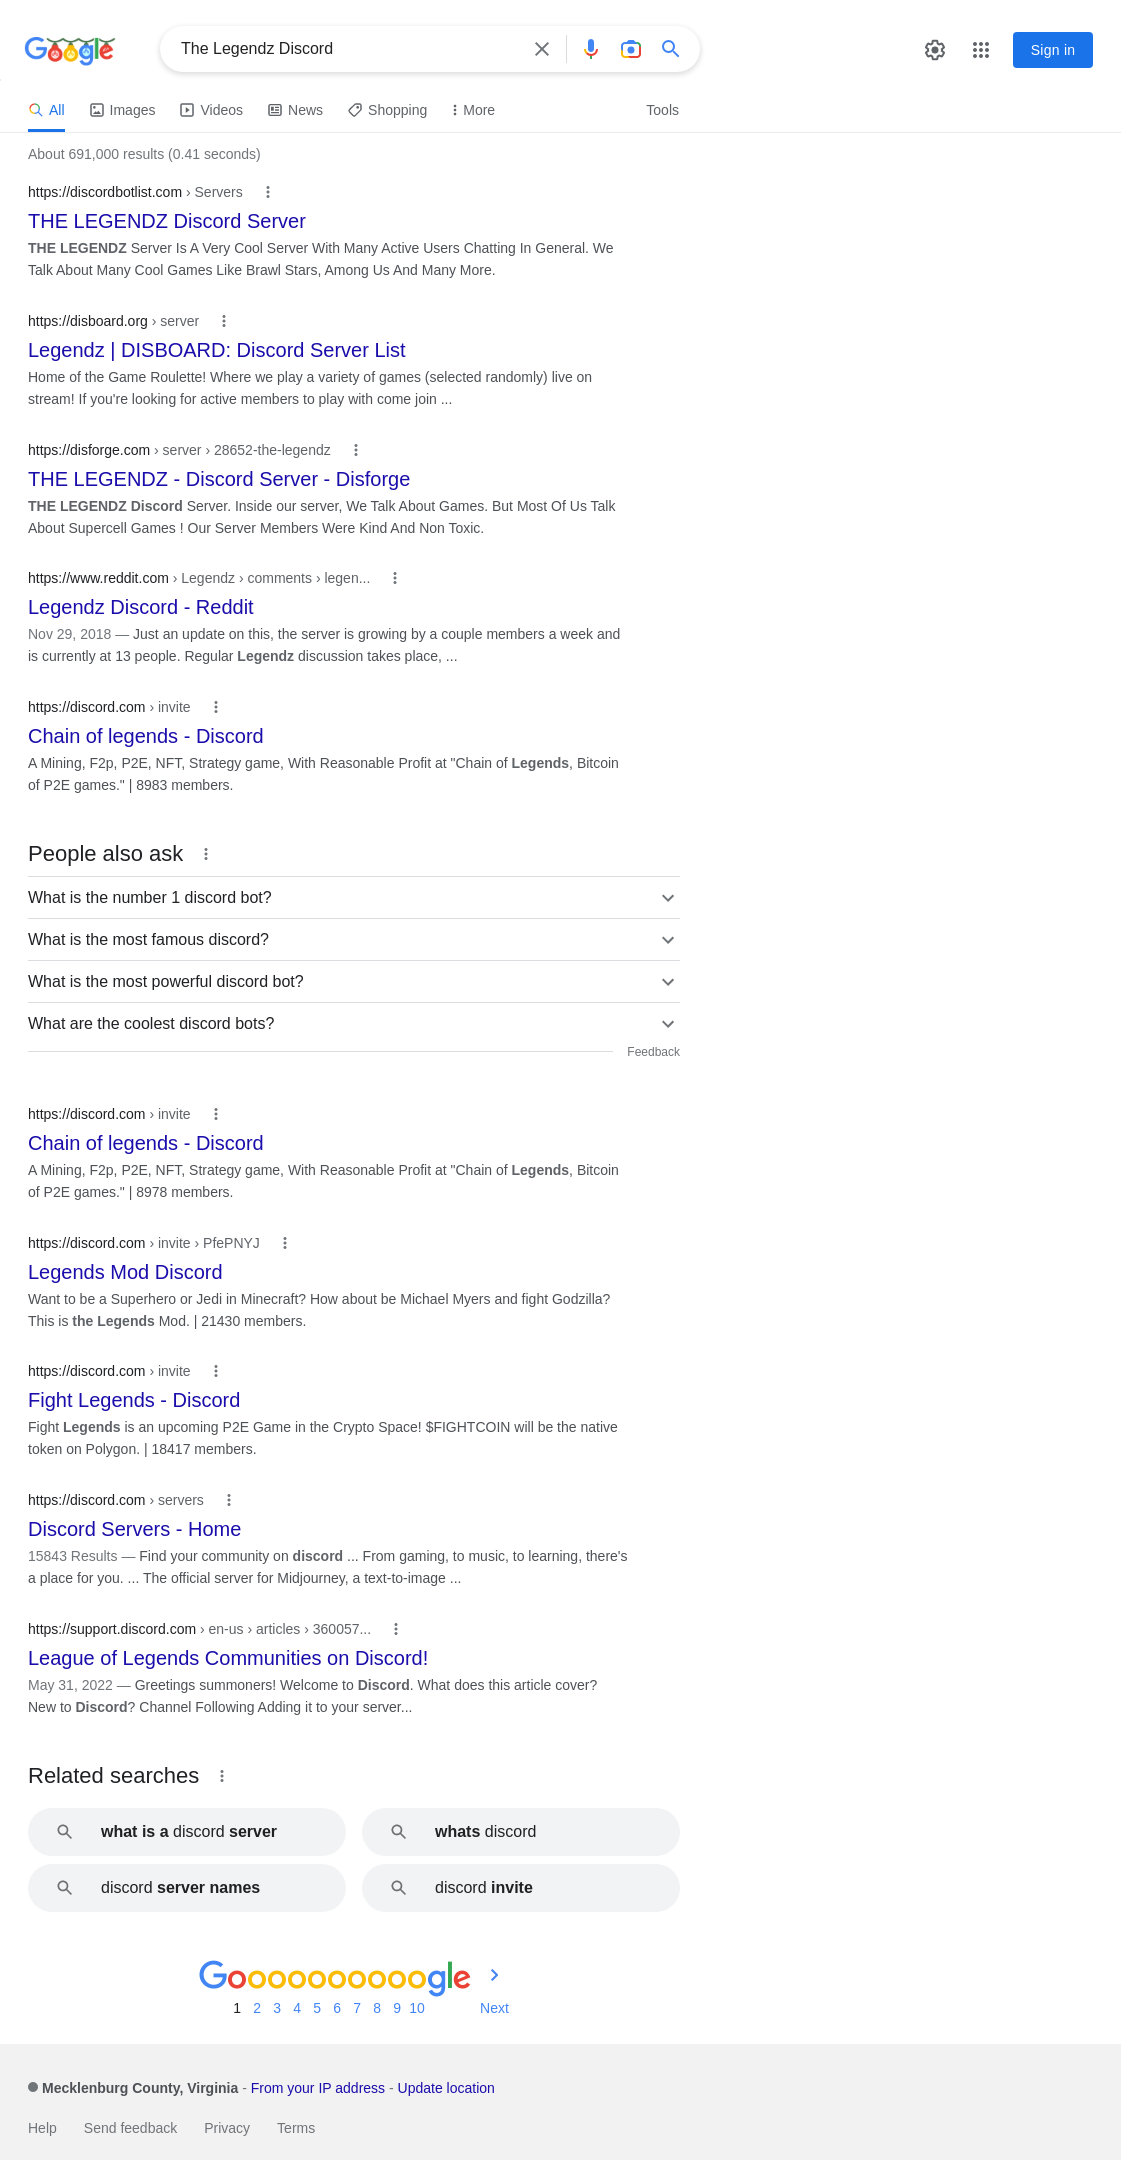 Google
The Legendz Discord
Sign in
All Images Videos News Shopping More Tools
About 691,000 results (0.41 seconds)
https://discordbotlist.com › Servers
THE LEGENDZ Discord Server
THE LEGENDZ Server Is A Very Cool Server With Many Active Users Chatting In General. We
Talk About Many Cool Games Like Brawl Stars, Among Us And Many More.
https://disboard.org › server
Legendz | DISBOARD: Discord Server List
Home of the Game Roulette! Where we play a variety of games (selected randomly) live on
stream! If you're looking for active members to play with come join ...
https://disforge.com › server › 28652-the-legendz
THE LEGENDZ - Discord Server - Disforge
THE LEGENDZ Discord Server. Inside our server, We Talk About Games. But Most Of Us Talk
About Supercell Games ! Our Server Members Were Kind And Non Toxic.
https://www.reddit.com › Legendz › comments › legen...
Legendz Discord - Reddit
Nov 29, 2018 — Just an update on this, the server is growing by a couple members a week and
is currently at 13 people. Regular Legendz discussion takes place, ...
https://discord.com › invite
Chain of legends - Discord
A Mining, F2p, P2E, NFT, Strategy game, With Reasonable Profit at "Chain of Legends, Bitcoin
of P2E games." | 8983 members.
People also ask
What is the number 1 discord bot?
What is the most famous discord?
What is the most powerful discord bot?
What are the coolest discord bots?
Feedback
https://discord.com › invite
Chain of legends - Discord
A Mining, F2p, P2E, NFT, Strategy game, With Reasonable Profit at "Chain of Legends, Bitcoin
of P2E games." | 8978 members.
https://discord.com › invite › PfePNYJ
Legends Mod Discord
Want to be a Superhero or Jedi in Minecraft? How about be Michael Myers and fight Godzilla?
This is the Legends Mod. | 21430 members.
https://discord.com › invite
Fight Legends - Discord
Fight Legends is an upcoming P2E Game in the Crypto Space! $FIGHTCOIN will be the native
token on Polygon. | 18417 members.
https://discord.com › servers
Discord Servers - Home
15843 Results — Find your community on discord ... From gaming, to music, to learning, there's
a place for you. ... The official server for Midjourney, a text-to-image ...
https://support.discord.com › en-us › articles › 360057...
League of Legends Communities on Discord!
May 31, 2022 — Greetings summoners! Welcome to Discord. What does this article cover?
New to Discord? Channel Following Adding it to your server...
Related searches
what is a discord server
whats discord
discord server names
discord invite
Goooooooooogle
1 2 3 4 5 6 7 8 9 10 Next
Mecklenburg County, Virginia - From your IP address - Update location
Help Send feedback Privacy Terms